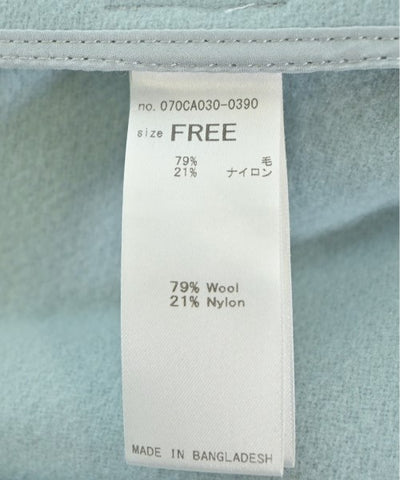 no. 070CA030-0390
size FREE
79% 毛
21% ナイロン
79% Wool
21% Nylon
MADE IN BANGLADESH